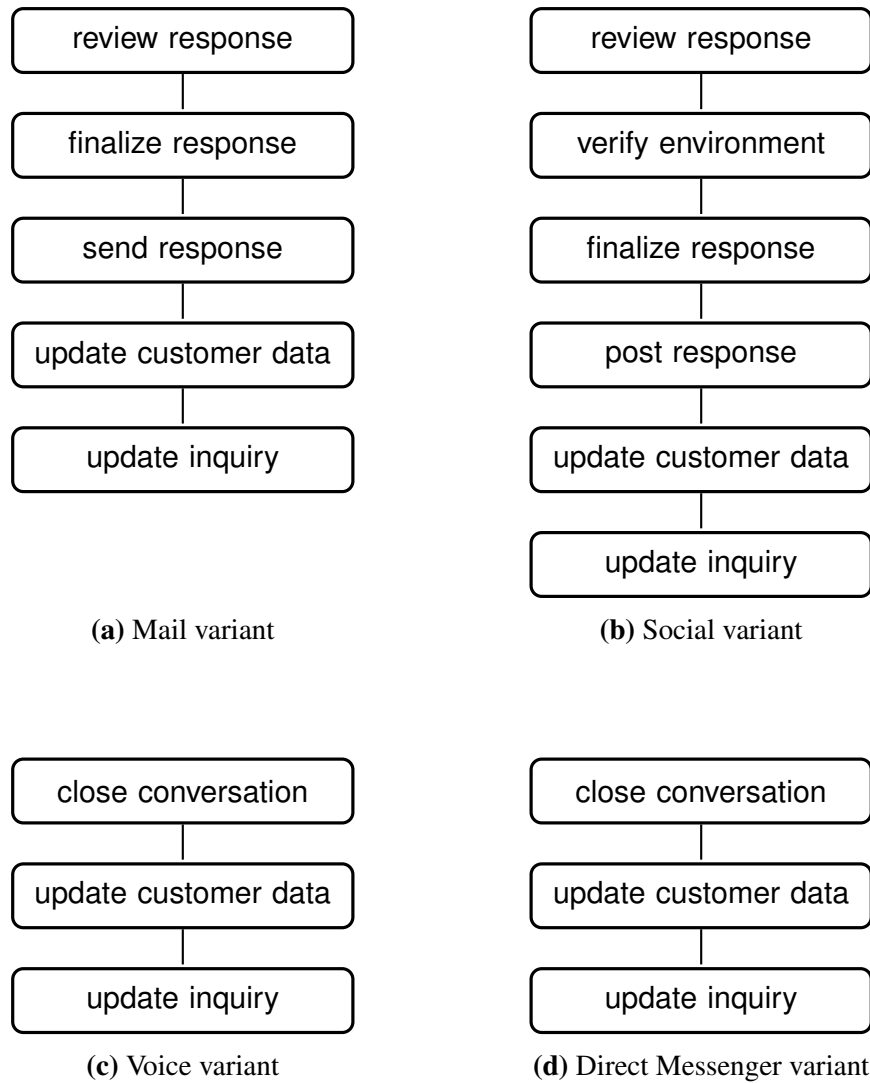 review response
finalize response
send response
update customer data
update inquiry
(a) Mail variant
review response
verify environment
finalize response
post response
update customer data
update inquiry
(b) Social variant
close conversation
update customer data
update inquiry
(c) Voice variant
close conversation
update customer data
update inquiry
(d) Direct Messenger variant